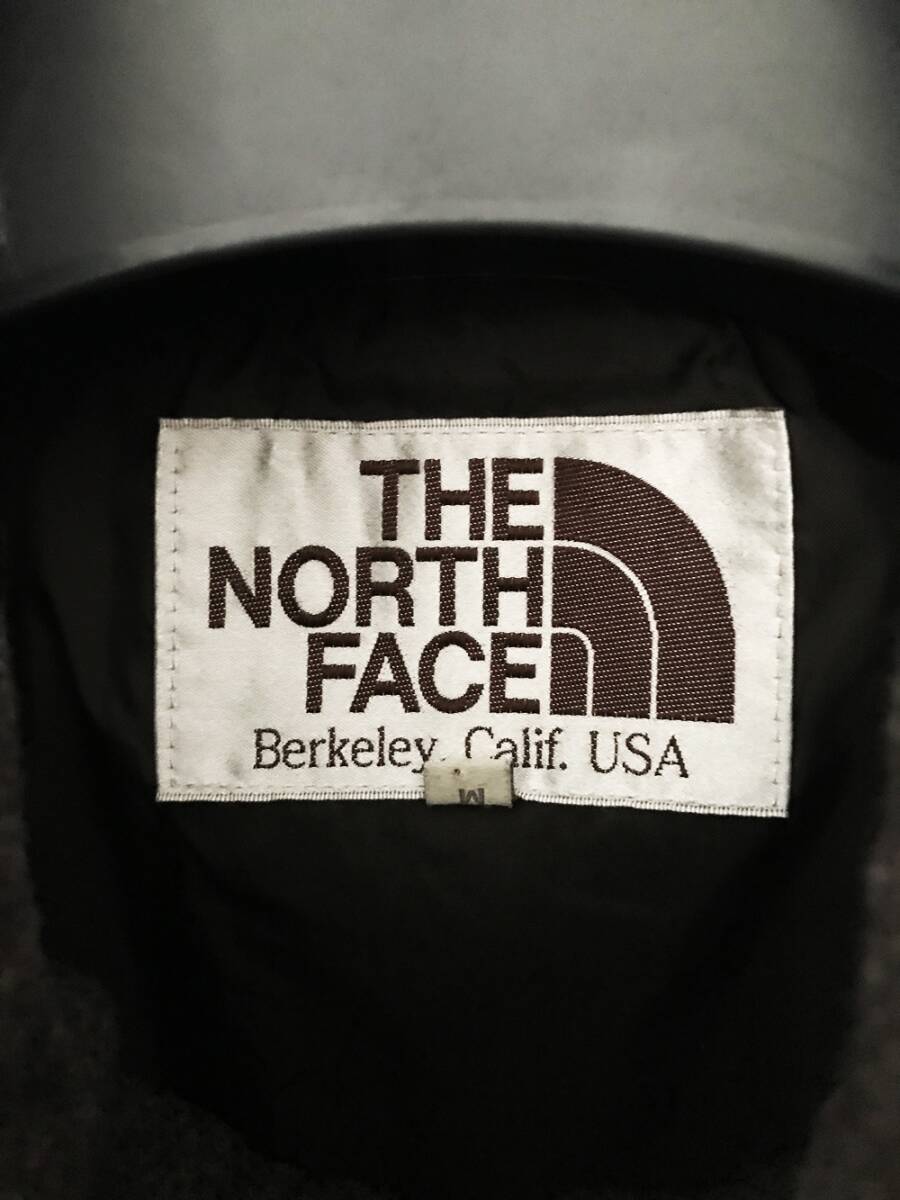 THE
NORTH
FACE
Berkeley, Calif. USA
M